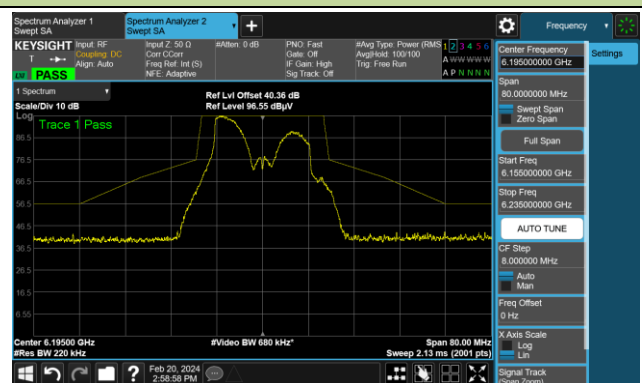 Spectrum Analyzer 1
Swept SA
Spectrum Analyzer 2
Swept SA
Frequency
KEYSIGHT
Input: RF
Coupling: DC
Align: Auto
Input Z: 50 Ω
Corr CCorr
Freq Ref: Int (S)
NFE: Adaptive
#Atten: 0 dB
PNO: Fast
Gate: Off
IF Gain: High
Sig Track: Off
#Avg Type: Power (RMS
Avg|Hold: 100/100
Trig: Free Run
1 2 3 4 5 6
A W W W W W
A P N N N N
T
LV PASS
1 Spectrum
Scale/Div 10 dB
Ref Lvl Offset 40.36 dB
Ref Level 96.55 dBµV
Log
Trace 1 Pass
86.5
76.5
66.5
56.5
46.5
36.5
26.5
16.5
6.55
Center 6.19500 GHz
#Res BW 220 kHz
#Video BW 680 kHz*
Span 80.00 MHz
Sweep 2.13 ms (2001 pts)
Feb 20, 2024
2:58:58 PM
Center Frequency
6.195000000 GHz
Settings
Span
80.0000000 MHz
Swept Span
Zero Span
Full Span
Start Freq
6.155000000 GHz
Stop Freq
6.235000000 GHz
AUTO TUNE
CF Step
8.000000 MHz
Auto
Man
Freq Offset
0 Hz
X Axis Scale
Log
Lin
Signal Track
(Span Zoom)